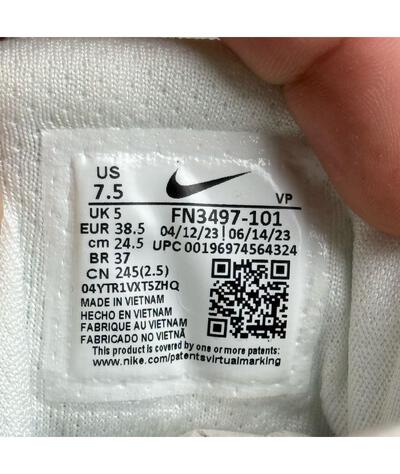 US
7.5
VP
UK 5
FN3497-101
EUR 38.5
04/12/23 | 06/14/23
cm 24.5
UPC 00196974564324
BR 37
CN 245(2.5)
04YTR1VXT5ZHQ
MADE IN VIETNAM
HECHO EN VIETNAM
FABRIQUE AU VIETNAM
FABRICADO NO VIETNÃ
This product is covered by one or more patents:
www.nike.com/patentsvirtualmarking